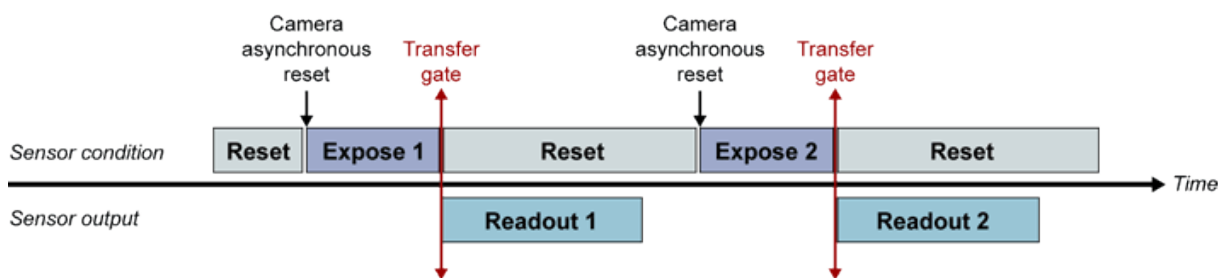 Camera
asynchronous
reset
Transfer
gate
Camera
asynchronous
reset
Transfer
gate
Sensor condition
Reset
Expose 1
Reset
Expose 2
Reset
Time
Sensor output
Readout 1
Readout 2